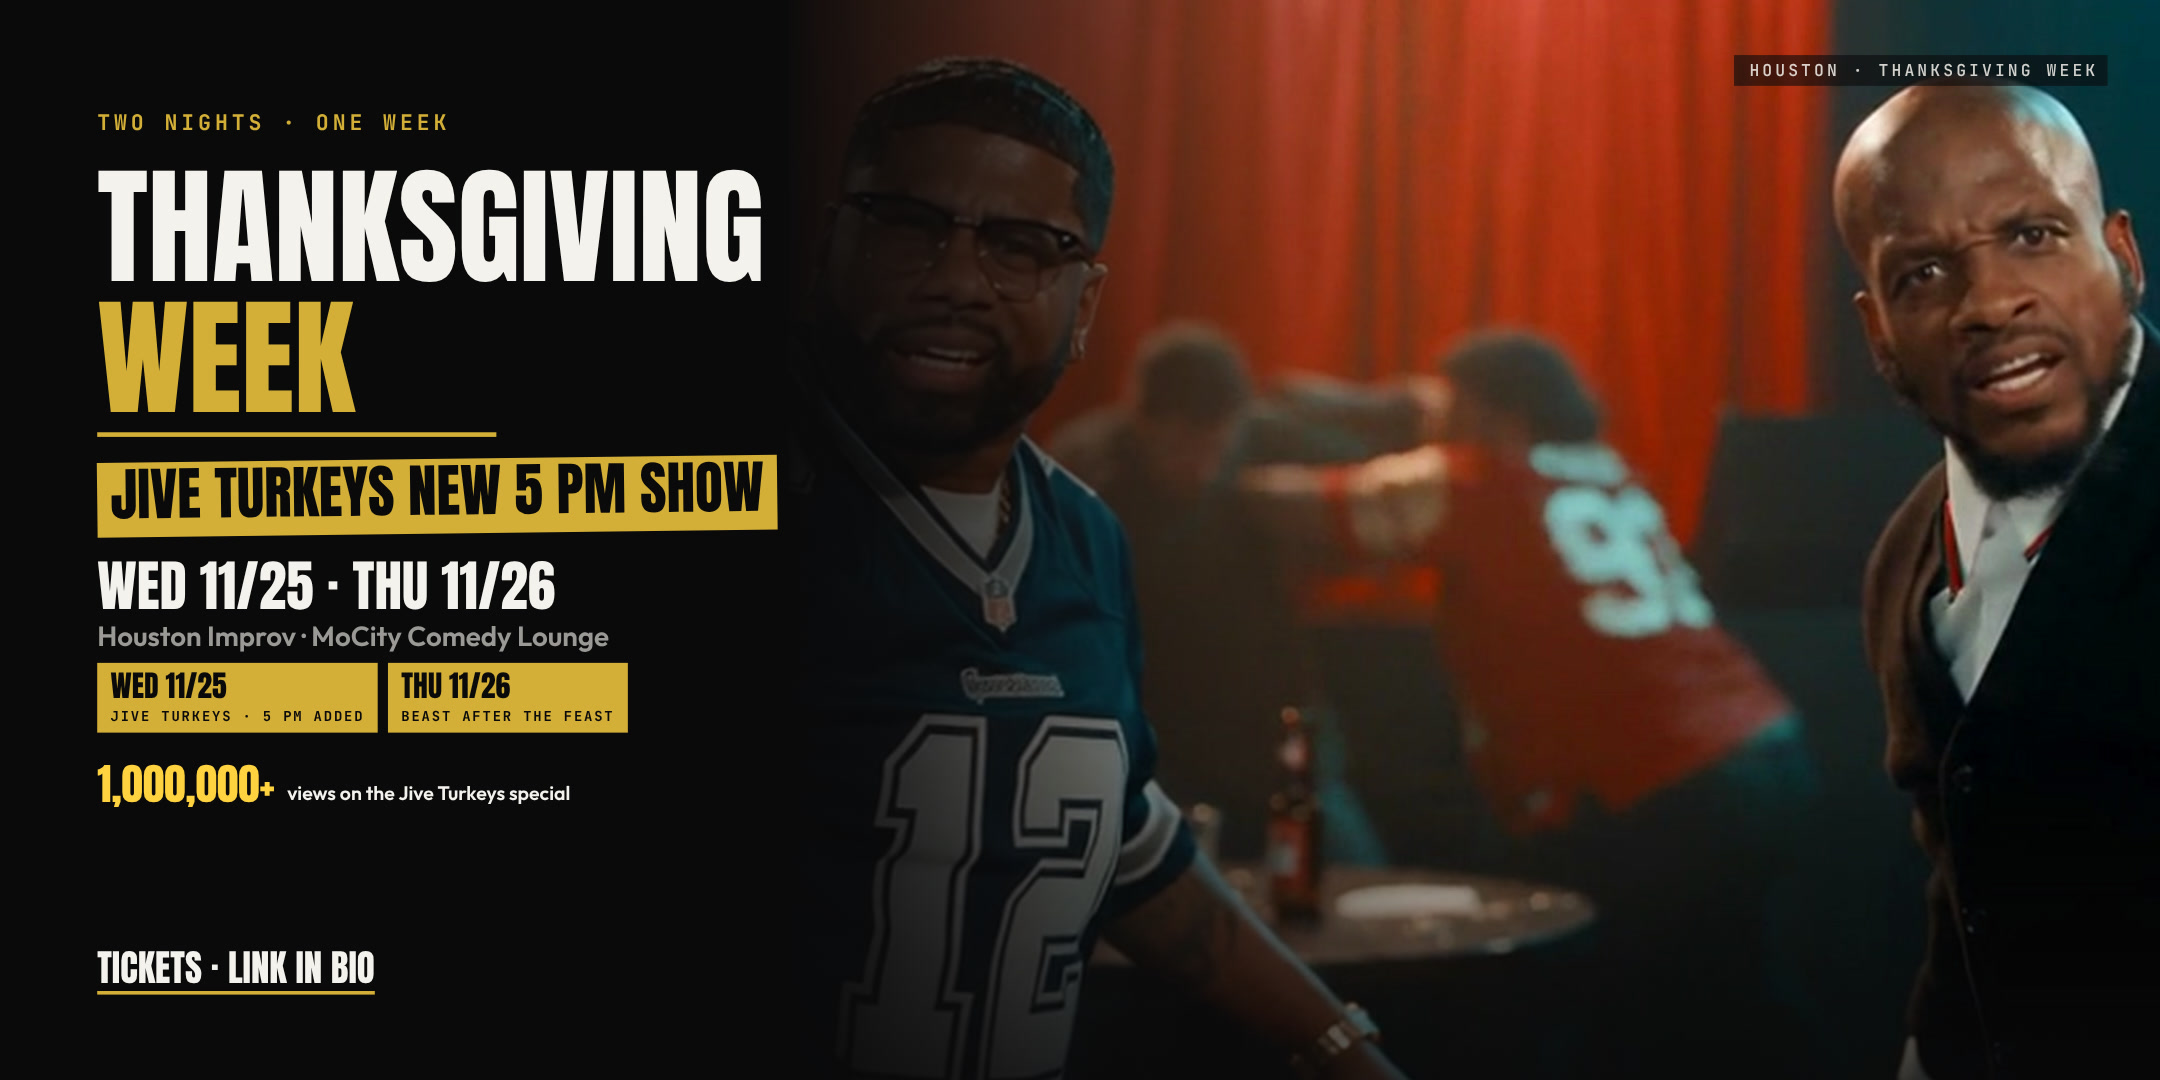 HOUSTON · THANKSGIVING WEEK
TWO NIGHTS · ONE WEEK
THANKSGIVING
WEEK
JIVE TURKEYS NEW 5 PM SHOW
WED 11/25 · THU 11/26
Houston Improv · MoCity Comedy Lounge
WED 11/25
JIVE TURKEYS · 5 PM ADDED
THU 11/26
BEAST AFTER THE FEAST
1,000,000+ views on the Jive Turkeys special
TICKETS · LINK IN BIO
12